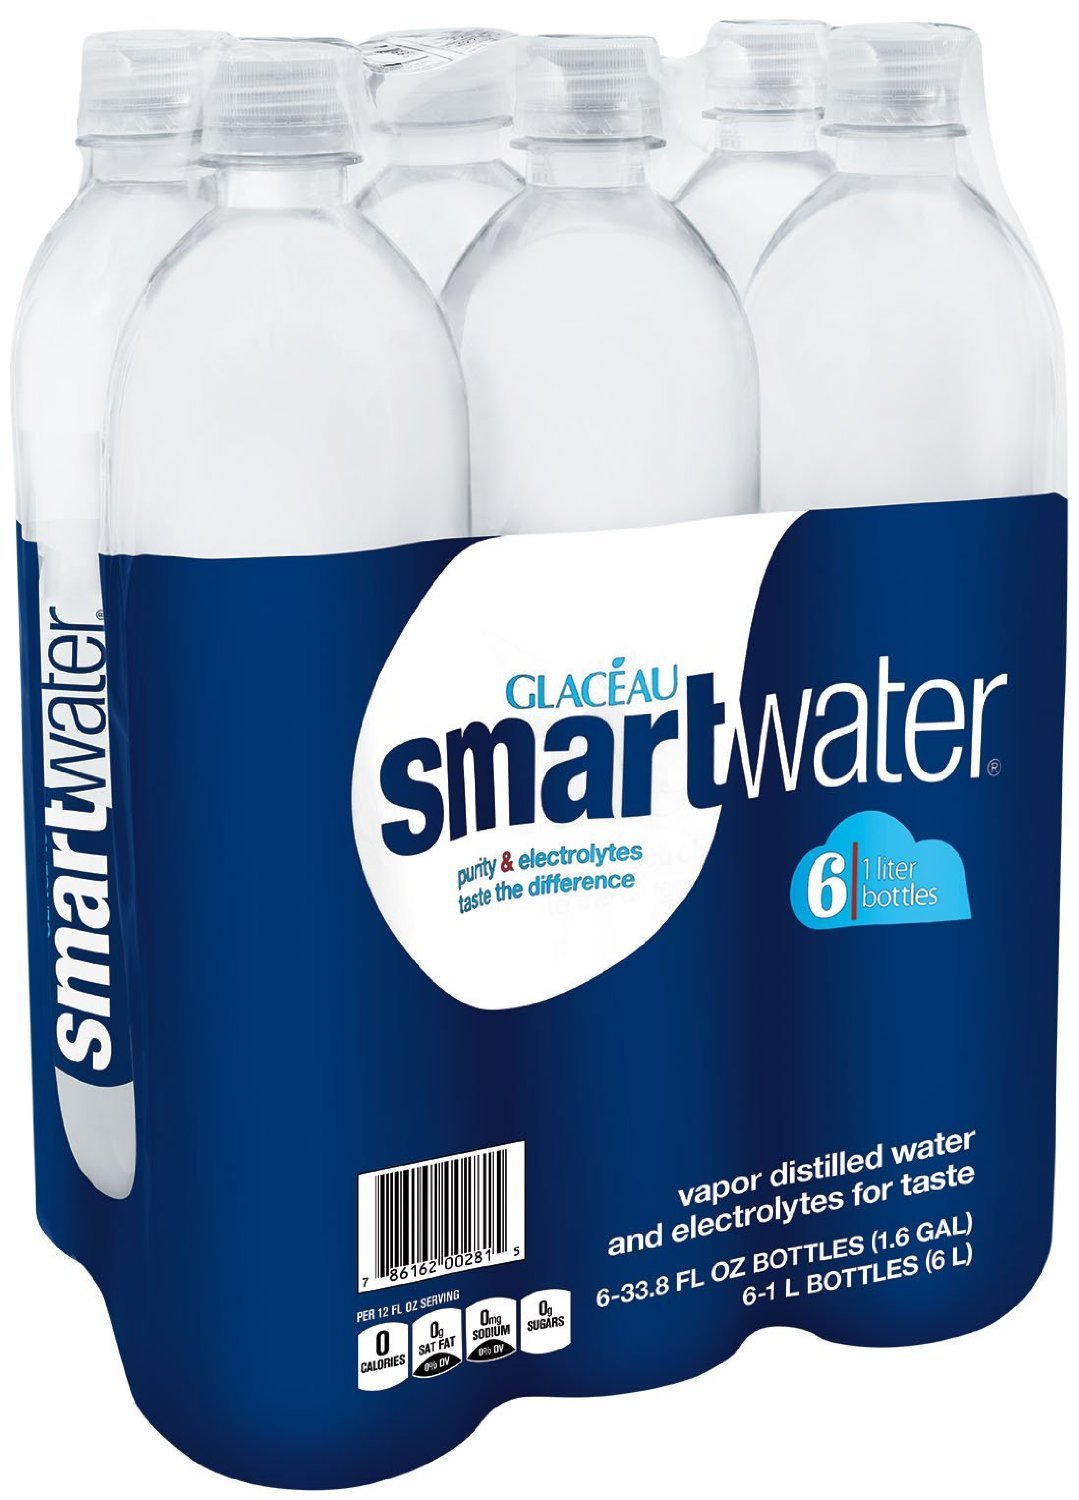 GLACÉAU
smartwater®
purity & electrolytes
taste the difference
6 | 1 liter
bottles
smartwater®
vapor distilled water
and electrolytes for taste
6-33.8 FL OZ BOTTLES (1.6 GAL)
6-1 L BOTTLES (6 L)
7 86162 00281 5
PER 12 FL OZ SERVING
0 CALORIES
0g SAT FAT 0% DV
0mg SODIUM 0% DV
0g SUGARS